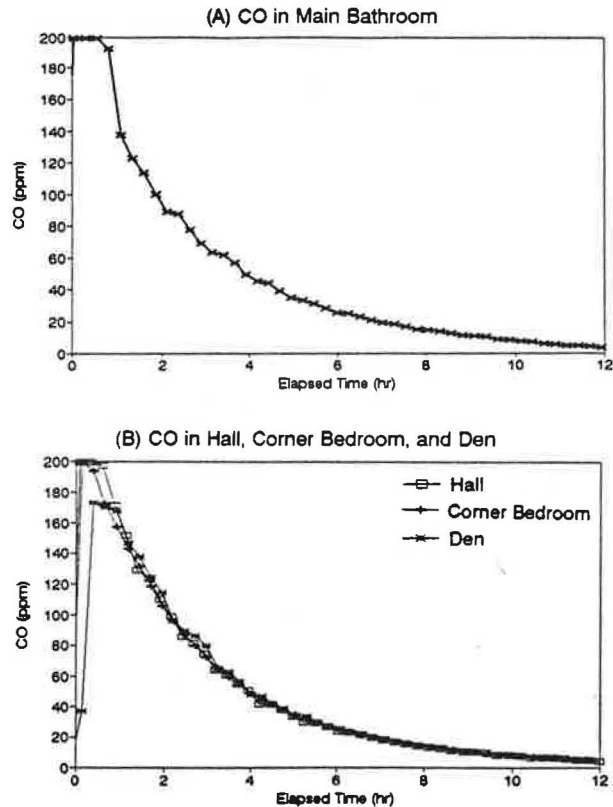 (A) CO in Main Bathroom
200
180
160
140
120
100
80
60
40
20
0
CO (ppm)
0 2 4 6 8 10 12
Elapsed Time (hr)
(B) CO in Hall, Corner Bedroom, and Den
200
180
160
140
120
100
80
60
40
20
0
CO (ppm)
Hall
Corner Bedroom
Den
0 2 4 6 8 10 12
Elapsed Time (hr)